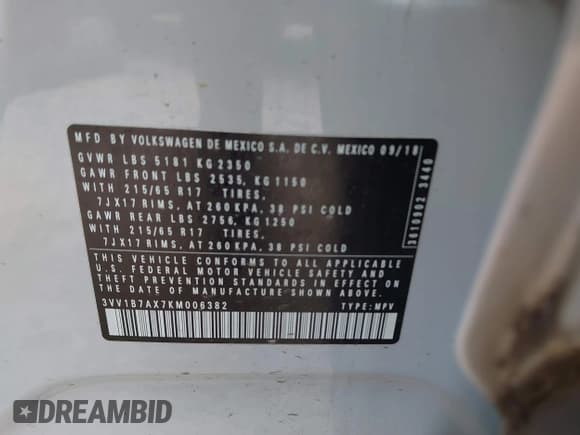 MFD BY VOLKSWAGEN DE MEXICO S.A. DE C.V. MEXICO 09/18
GVWR LBS 5181 KG 2350
GAWR FRONT LBS 2535, KG 1150
WITH 215/65 R17 TIRES,
7JX17 RIMS, AT 260 KPA, 38 PSI COLD
GAWR REAR LBS 2756, KG 1250
WITH 215/65 R17 TIRES,
7JX17 RIMS, AT 260 KPA, 38 PSI COLD
THIS VEHICLE CONFORMS TO ALL APPLICABLE
U.S. FEDERAL MOTOR VEHICLE SAFETY AND
THEFT PREVENTION STANDARDS IN EFFECT
ON THE DATE OF MANUFACTURE SHOWN ABOVE
3VV1B7AX7KM006382 TYPE: MPV
3610962 3440
DREAMBID